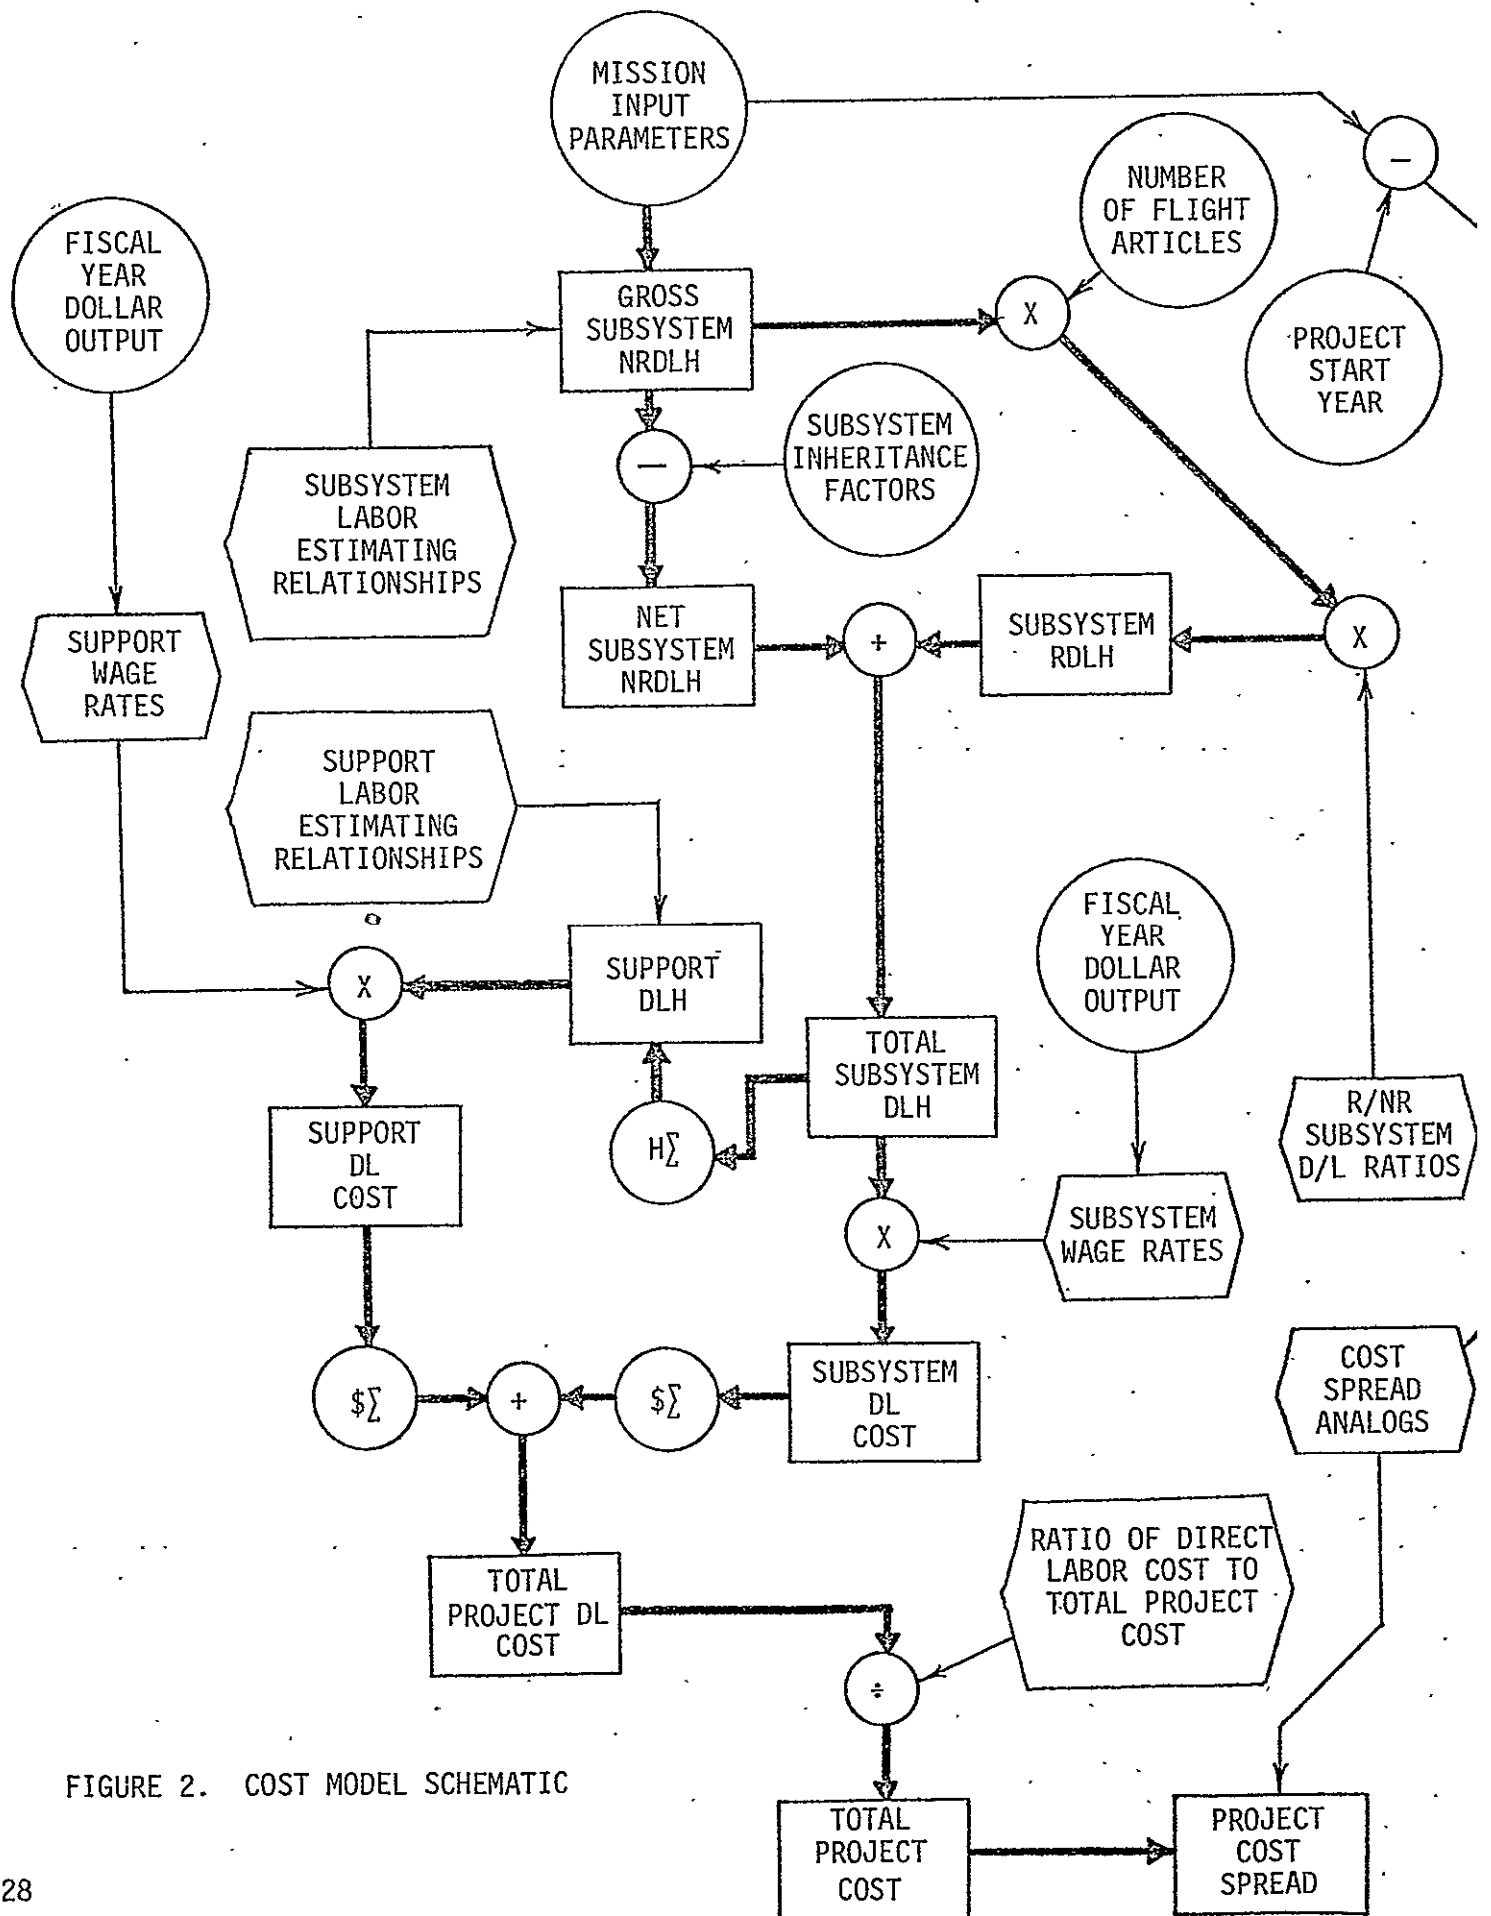 MISSION
INPUT
PARAMETERS
—
NUMBER
OF FLIGHT
ARTICLES
FISCAL
YEAR
DOLLAR
OUTPUT
GROSS
SUBSYSTEM
NRDLH
X
PROJECT
START
YEAR
SUBSYSTEM
INHERITANCE
FACTORS
—
SUBSYSTEM
LABOR
ESTIMATING
RELATIONSHIPS
NET
SUBSYSTEM
NRDLH
+
SUBSYSTEM
RDLH
X
SUPPORT
WAGE
RATES
SUPPORT
LABOR
ESTIMATING
RELATIONSHIPS
FISCAL
YEAR
DOLLAR
OUTPUT
X
SUPPORT
DLH
TOTAL
SUBSYSTEM
DLH
R/NR
SUBSYSTEM
D/L RATIOS
SUPPORT
DL
COST
H∑
X
SUBSYSTEM
WAGE RATES
$∑
+
$∑
SUBSYSTEM
DL
COST
COST
SPREAD
ANALOGS
RATIO OF DIRECT
LABOR COST TO
TOTAL PROJECT
COST
TOTAL
PROJECT DL
COST
÷
FIGURE 2. COST MODEL SCHEMATIC
TOTAL
PROJECT
COST
PROJECT
COST
SPREAD
28